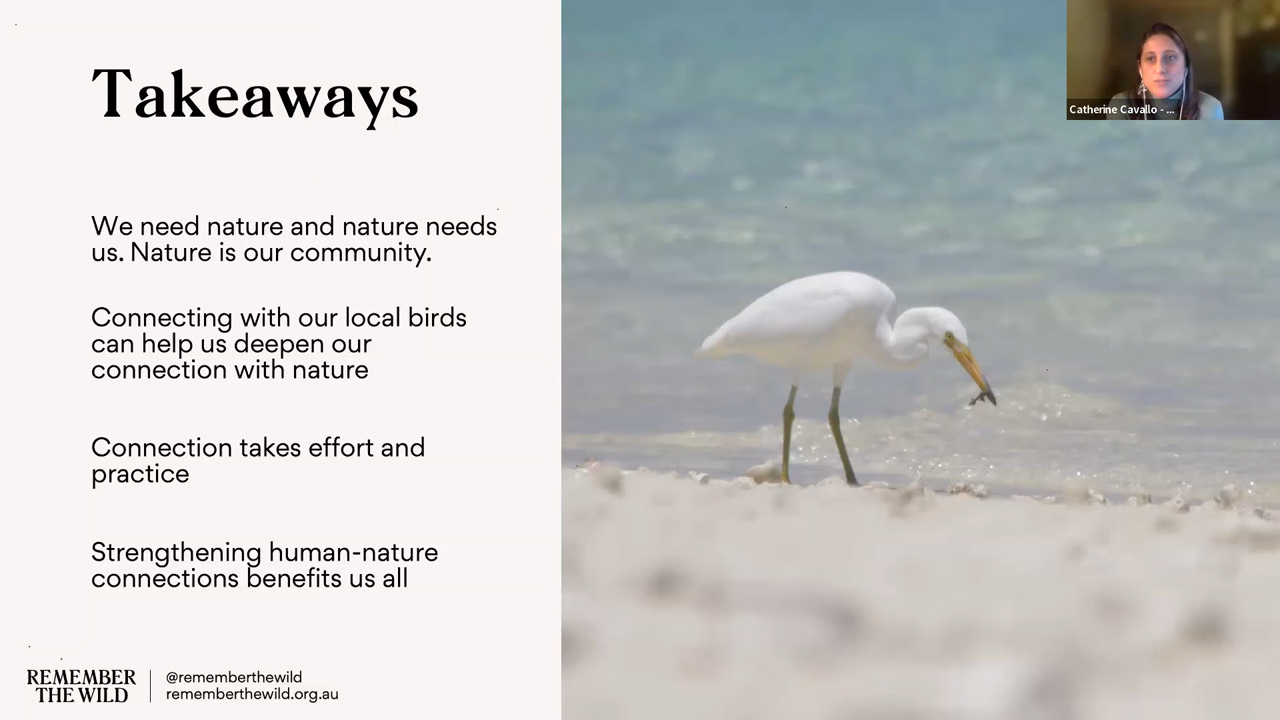 Takeaways
Catherine Cavallo - ...
We need nature and nature needs
us. Nature is our community.
Connecting with our local birds
can help us deepen our
connection with nature
Connection takes effort and
practice
Strengthening human-nature
connections benefits us all
REMEMBER
THE WILD
@rememberthewild
rememberthewild.org.au